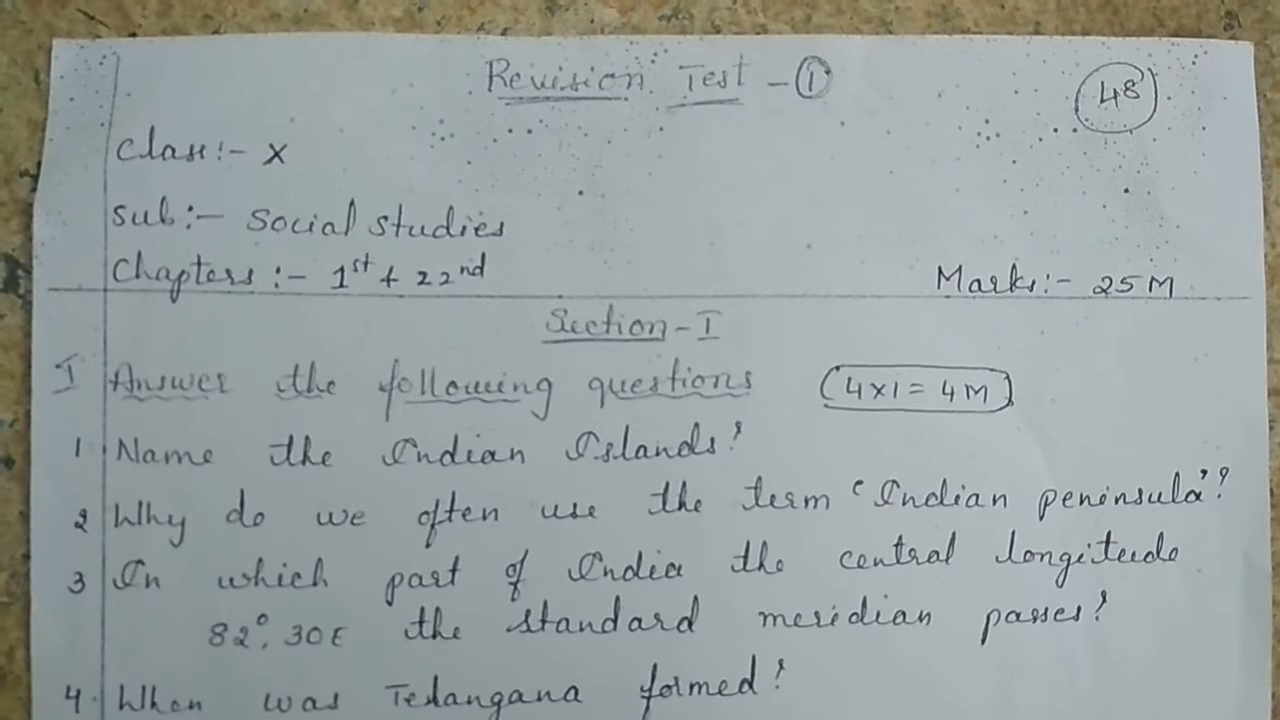 Revision Test - ①
48
Class:- X
Sub:- Social studies
Chapters:- 1st + 22nd
Marks:- 25M
Section - I
I Answer the following questions (4x1= 4M)
1. Name the Indian Islands?
2 Why do we often use the term 'Indian peninsula'?
3 In which part of India the central longitude
82°, 30E the standard meridian passes?
4. When was Telangana formed?